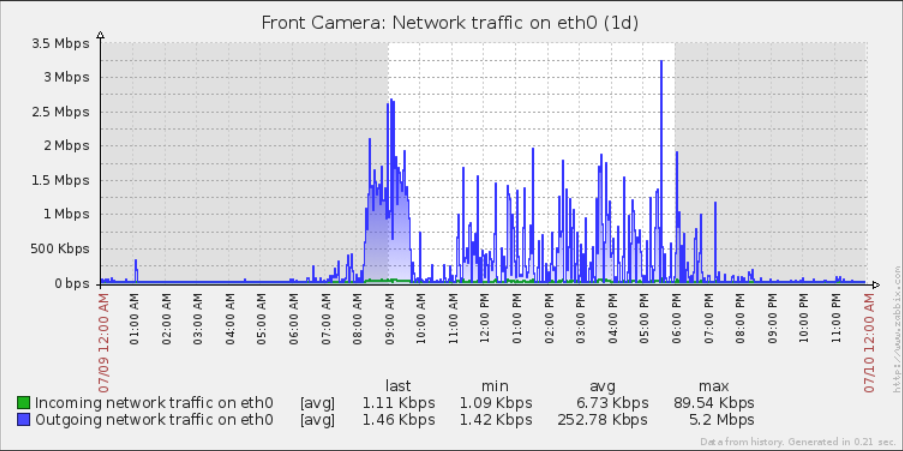 Front Camera: Network traffic on eth0 (1d)
3.5 Mbps
3 Mbps
2.5 Mbps
2 Mbps
1.5 Mbps
1 Mbps
500 Kbps
0 bps
07/09 12:00 AM
01:00 AM
02:00 AM
03:00 AM
04:00 AM
05:00 AM
06:00 AM
07:00 AM
08:00 AM
09:00 AM
10:00 AM
11:00 AM
12:00 PM
01:00 PM
02:00 PM
03:00 PM
04:00 PM
05:00 PM
06:00 PM
07:00 PM
08:00 PM
09:00 PM
10:00 PM
11:00 PM
07/10 12:00 AM
http://www.zabbix.com
last min avg max
Incoming network traffic on eth0 [avg] 1.11 Kbps 1.09 Kbps 6.73 Kbps 89.54 Kbps
Outgoing network traffic on eth0 [avg] 1.46 Kbps 1.42 Kbps 252.78 Kbps 5.2 Mbps
Data from history. Generated in 0.21 sec.